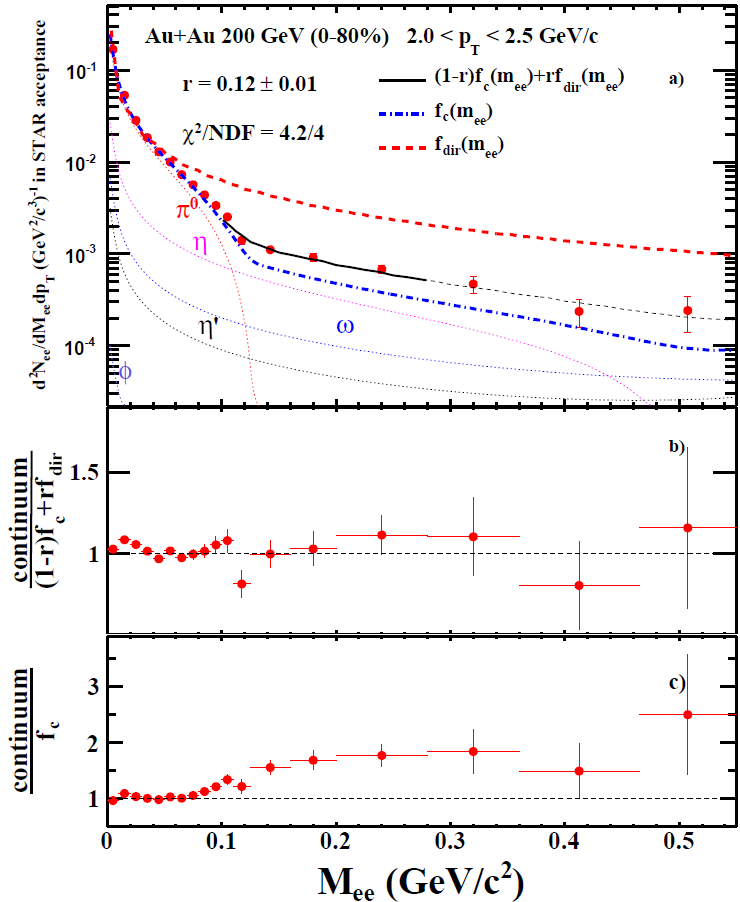 Au+Au 200 GeV (0-80%) 2.0 < p_T < 2.5 GeV/c
r = 0.12 ± 0.01
χ²/NDF = 4.2/4
(1-r)f_c(m_ee)+rf_dir(m_ee)
f_c(m_ee)
f_dir(m_ee)
a)
d²N_ee/dM_ee dp_T (GeV²/c³)⁻¹ in STAR acceptance
10⁻¹
10⁻²
10⁻³
10⁻⁴
π⁰
η
η'
ω
ϕ
b)
continuum
(1-r)f_c+rf_dir
1.5
1
c)
continuum
f_c
3
2
1
0 0.1 0.2 0.3 0.4 0.5
M_ee (GeV/c²)